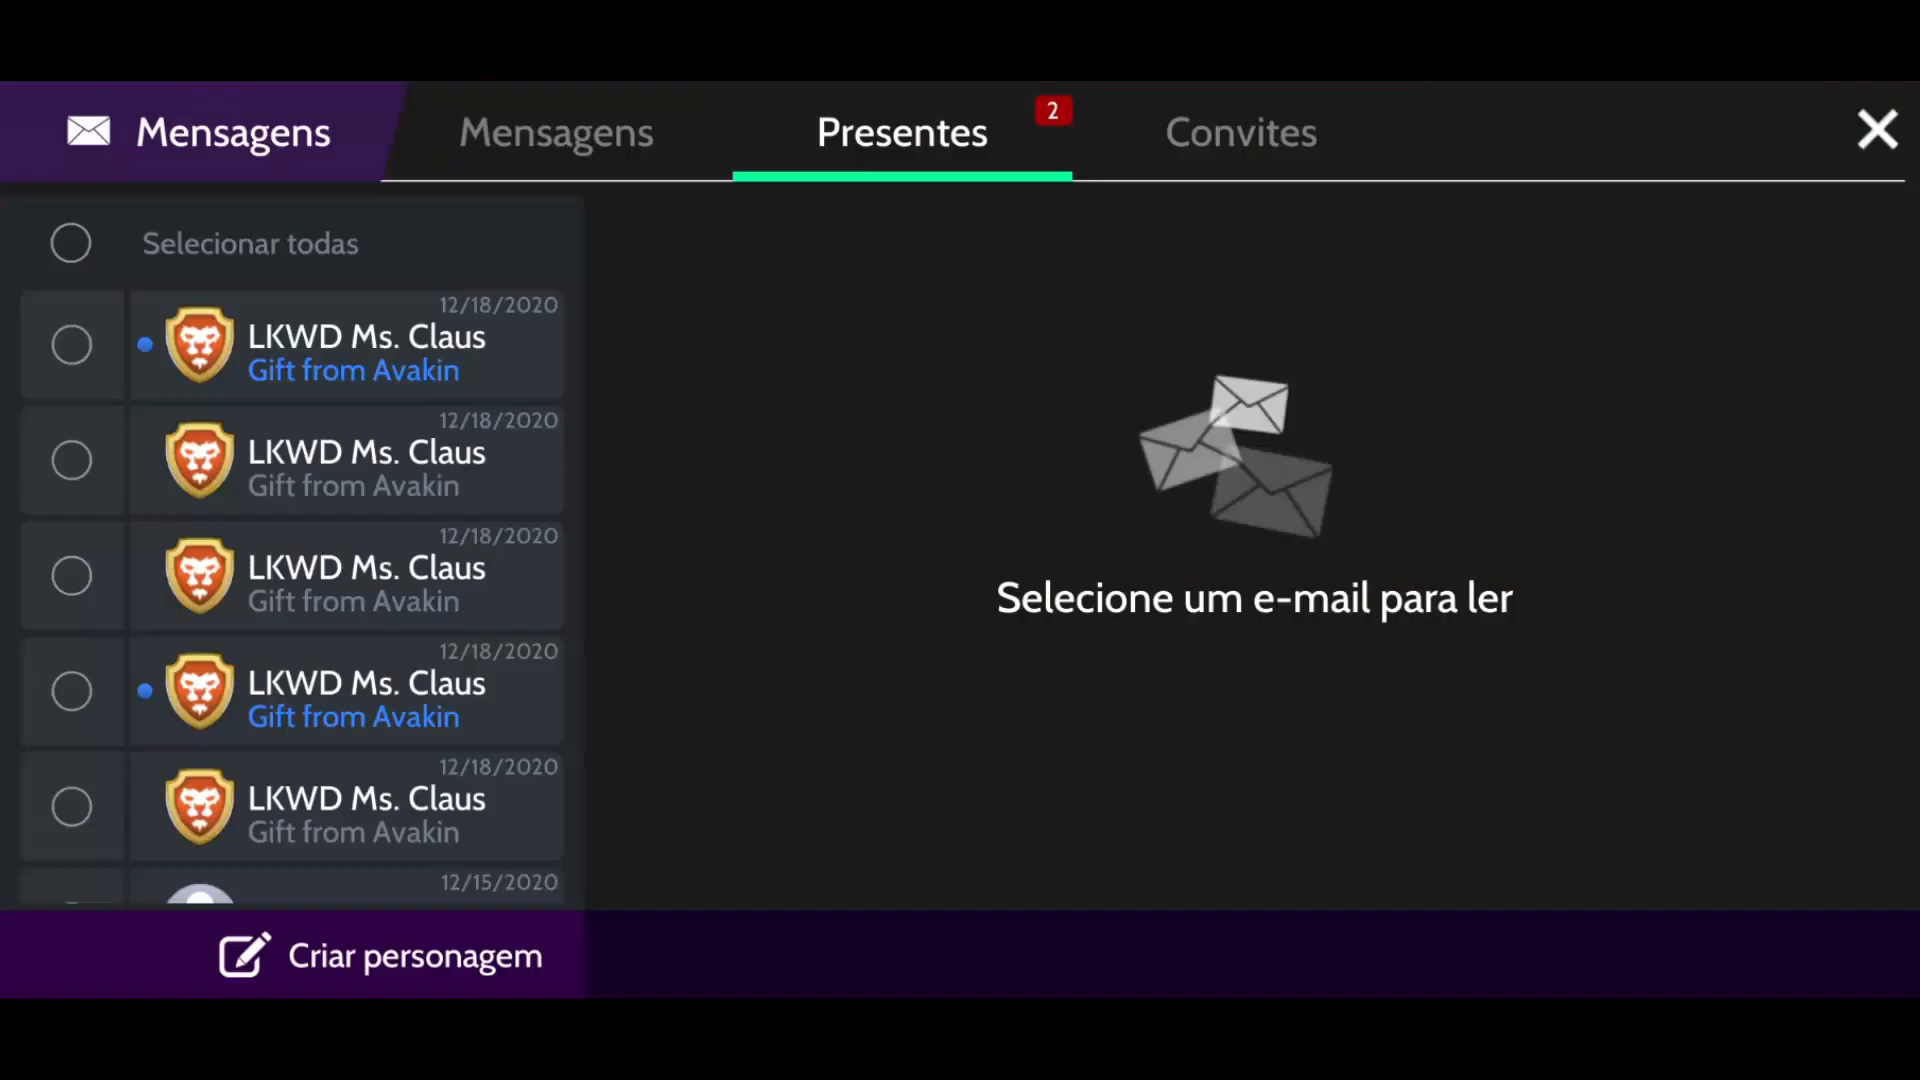 Mensagens
Mensagens
Presentes
2
Convites
Selecionar todas
12/18/2020
LKWD Ms. Claus
Gift from Avakin
12/18/2020
LKWD Ms. Claus
Gift from Avakin
12/18/2020
LKWD Ms. Claus
Gift from Avakin
12/18/2020
LKWD Ms. Claus
Gift from Avakin
12/18/2020
LKWD Ms. Claus
Gift from Avakin
12/15/2020
Selecione um e-mail para ler
Criar personagem